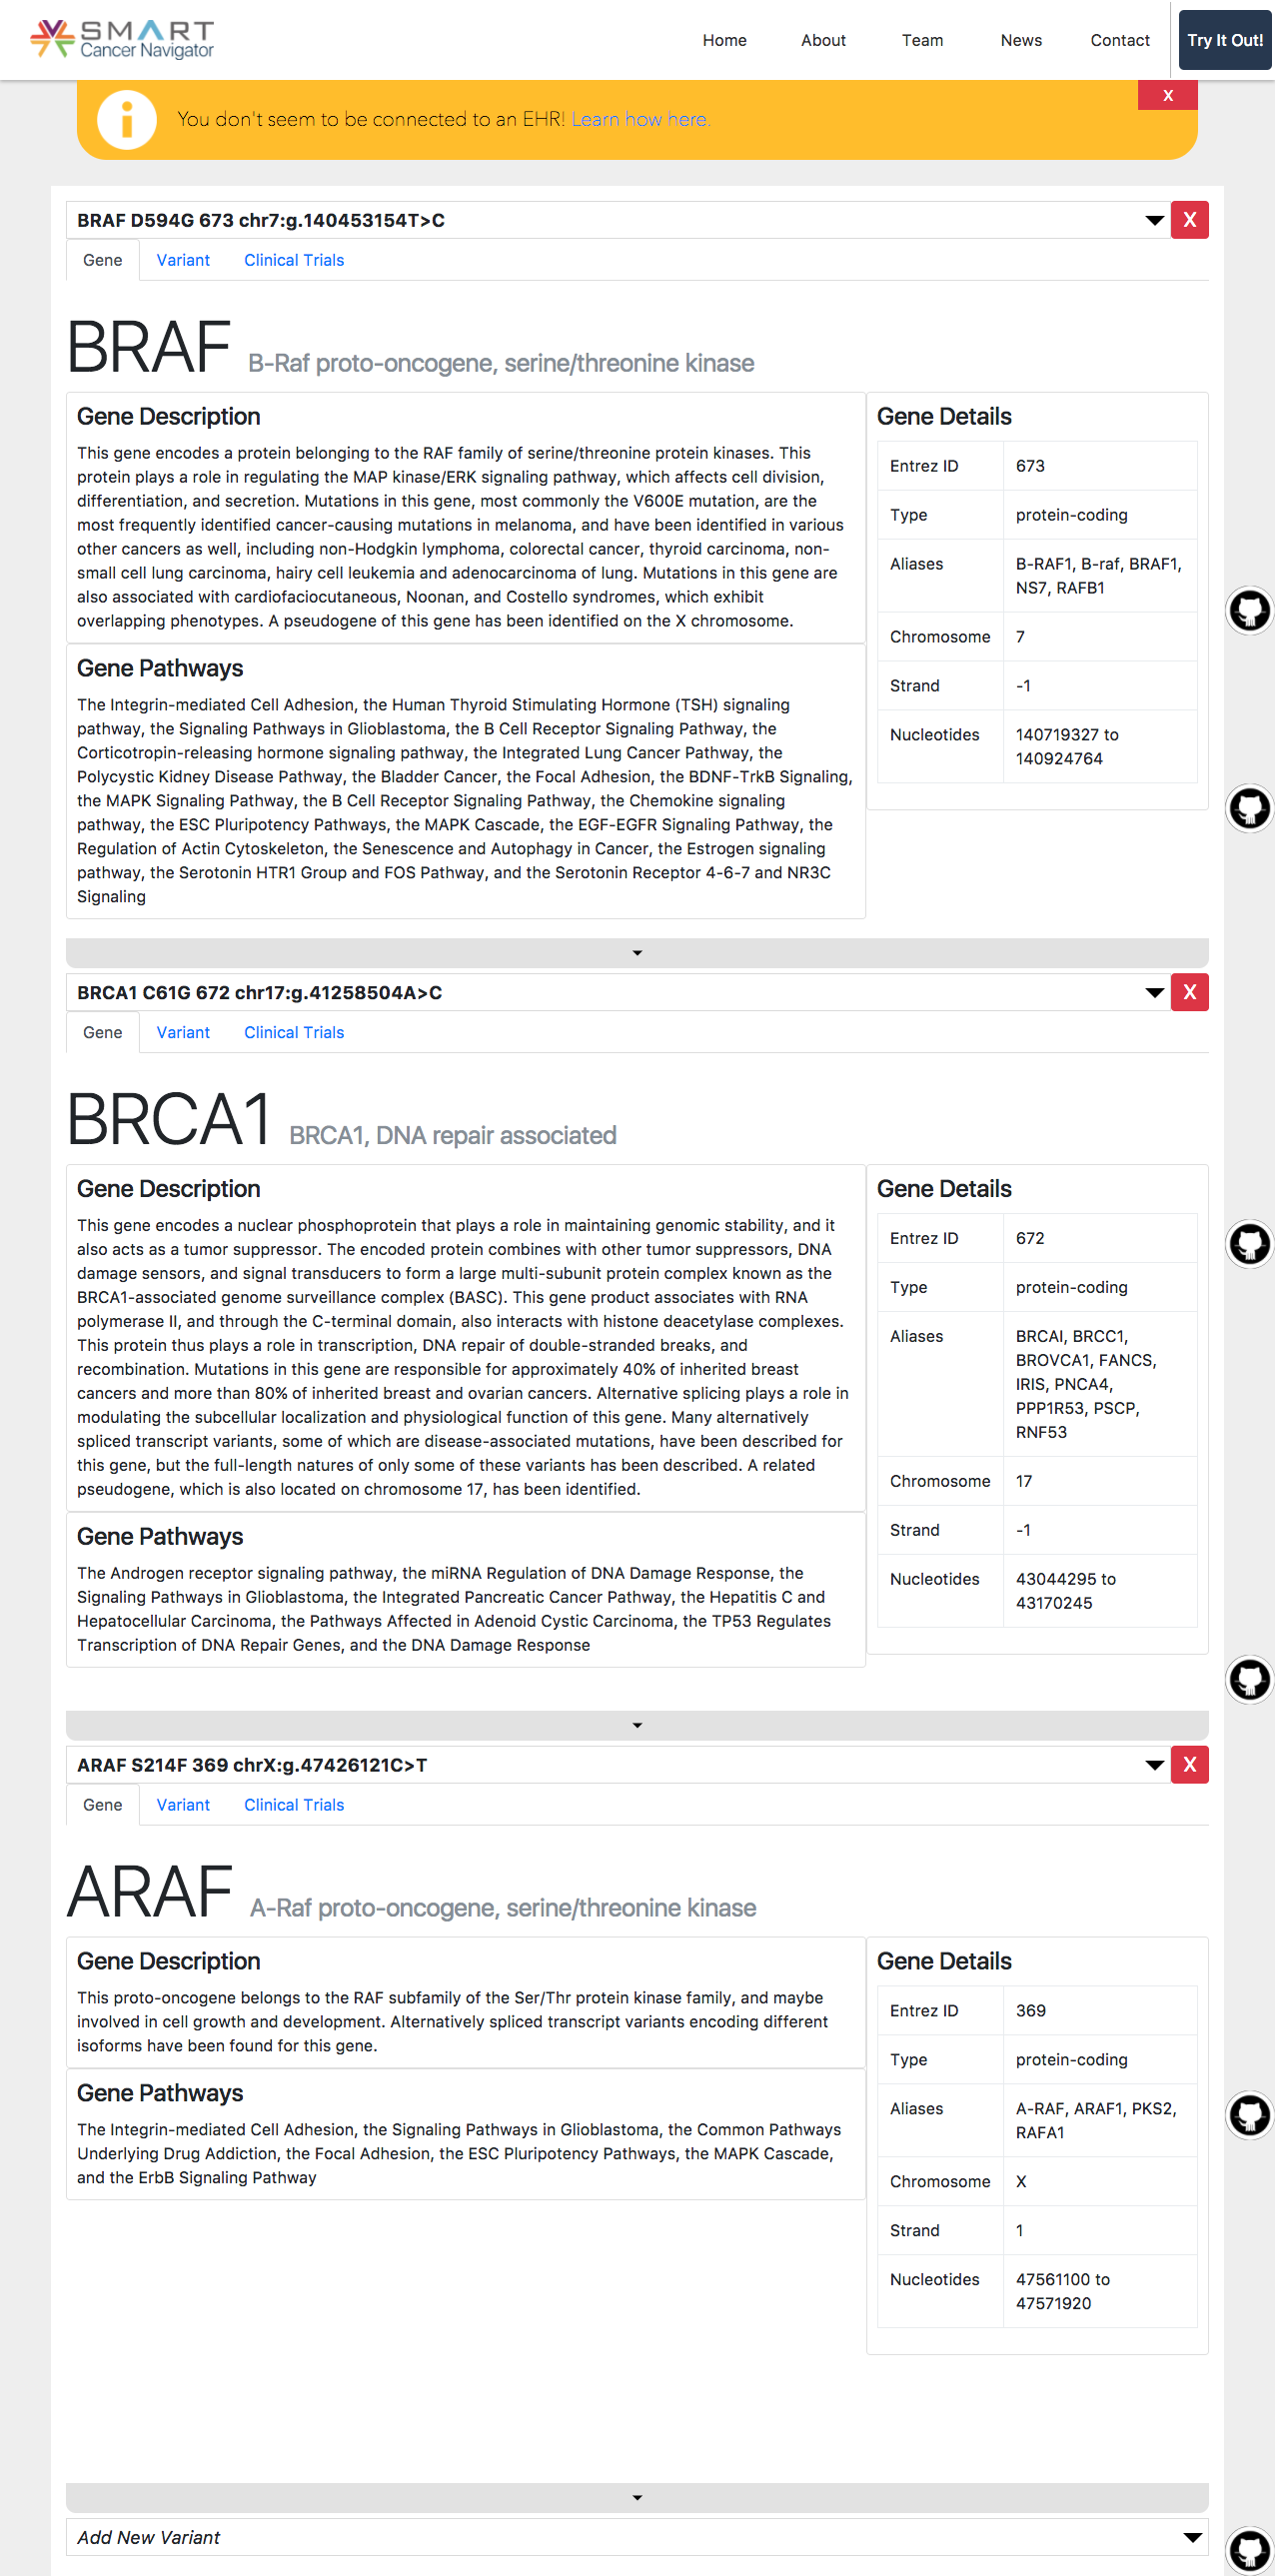 SMART
Cancer Navigator
Home About Team News Contact Try It Out!
You don't seem to be connected to an EHR! Learn how here.
X
BRAF D594G 673 chr7:g.140453154T>C
X
Gene Variant Clinical Trials
BRAF B-Raf proto-oncogene, serine/threonine kinase
Gene Description
This gene encodes a protein belonging to the RAF family of serine/threonine protein kinases. This
protein plays a role in regulating the MAP kinase/ERK signaling pathway, which affects cell division,
differentiation, and secretion. Mutations in this gene, most commonly the V600E mutation, are the
most frequently identified cancer-causing mutations in melanoma, and have been identified in various
other cancers as well, including non-Hodgkin lymphoma, colorectal cancer, thyroid carcinoma, non-
small cell lung carcinoma, hairy cell leukemia and adenocarcinoma of lung. Mutations in this gene are
also associated with cardiofaciocutaneous, Noonan, and Costello syndromes, which exhibit
overlapping phenotypes. A pseudogene of this gene has been identified on the X chromosome.
Gene Pathways
The Integrin-mediated Cell Adhesion, the Human Thyroid Stimulating Hormone (TSH) signaling
pathway, the Signaling Pathways in Glioblastoma, the B Cell Receptor Signaling Pathway, the
Corticotropin-releasing hormone signaling pathway, the Integrated Lung Cancer Pathway, the
Polycystic Kidney Disease Pathway, the Bladder Cancer, the Focal Adhesion, the BDNF-TrkB Signaling,
the MAPK Signaling Pathway, the B Cell Receptor Signaling Pathway, the Chemokine signaling
pathway, the ESC Pluripotency Pathways, the MAPK Cascade, the EGF-EGFR Signaling Pathway, the
Regulation of Actin Cytoskeleton, the Senescence and Autophagy in Cancer, the Estrogen signaling
pathway, the Serotonin HTR1 Group and FOS Pathway, and the Serotonin Receptor 4-6-7 and NR3C
Signaling
Gene Details
Entrez ID 673
Type protein-coding
Aliases B-RAF1, B-raf, BRAF1,
NS7, RAFB1
Chromosome 7
Strand -1
Nucleotides 140719327 to
140924764
BRCA1 C61G 672 chr17:g.41258504A>C
X
Gene Variant Clinical Trials
BRCA1 BRCA1, DNA repair associated
Gene Description
This gene encodes a nuclear phosphoprotein that plays a role in maintaining genomic stability, and it
also acts as a tumor suppressor. The encoded protein combines with other tumor suppressors, DNA
damage sensors, and signal transducers to form a large multi-subunit protein complex known as the
BRCA1-associated genome surveillance complex (BASC). This gene product associates with RNA
polymerase II, and through the C-terminal domain, also interacts with histone deacetylase complexes.
This protein thus plays a role in transcription, DNA repair of double-stranded breaks, and
recombination. Mutations in this gene are responsible for approximately 40% of inherited breast
cancers and more than 80% of inherited breast and ovarian cancers. Alternative splicing plays a role in
modulating the subcellular localization and physiological function of this gene. Many alternatively
spliced transcript variants, some of which are disease-associated mutations, have been described for
this gene, but the full-length natures of only some of these variants has been described. A related
pseudogene, which is also located on chromosome 17, has been identified.
Gene Pathways
The Androgen receptor signaling pathway, the miRNA Regulation of DNA Damage Response, the
Signaling Pathways in Glioblastoma, the Integrated Pancreatic Cancer Pathway, the Hepatitis C and
Hepatocellular Carcinoma, the Pathways Affected in Adenoid Cystic Carcinoma, the TP53 Regulates
Transcription of DNA Repair Genes, and the DNA Damage Response
Gene Details
Entrez ID 672
Type protein-coding
Aliases BRCAI, BRCC1,
BROVCA1, FANCS,
IRIS, PNCA4,
PPP1R53, PSCP,
RNF53
Chromosome 17
Strand -1
Nucleotides 43044295 to
43170245
ARAF S214F 369 chrX:g.47426121C>T
X
Gene Variant Clinical Trials
ARAF A-Raf proto-oncogene, serine/threonine kinase
Gene Description
This proto-oncogene belongs to the RAF subfamily of the Ser/Thr protein kinase family, and maybe
involved in cell growth and development. Alternatively spliced transcript variants encoding different
isoforms have been found for this gene.
Gene Pathways
The Integrin-mediated Cell Adhesion, the Signaling Pathways in Glioblastoma, the Common Pathways
Underlying Drug Addiction, the Focal Adhesion, the ESC Pluripotency Pathways, the MAPK Cascade,
and the ErbB Signaling Pathway
Gene Details
Entrez ID 369
Type protein-coding
Aliases A-RAF, ARAF1, PKS2,
RAFA1
Chromosome X
Strand 1
Nucleotides 47561100 to
47571920
Add New Variant